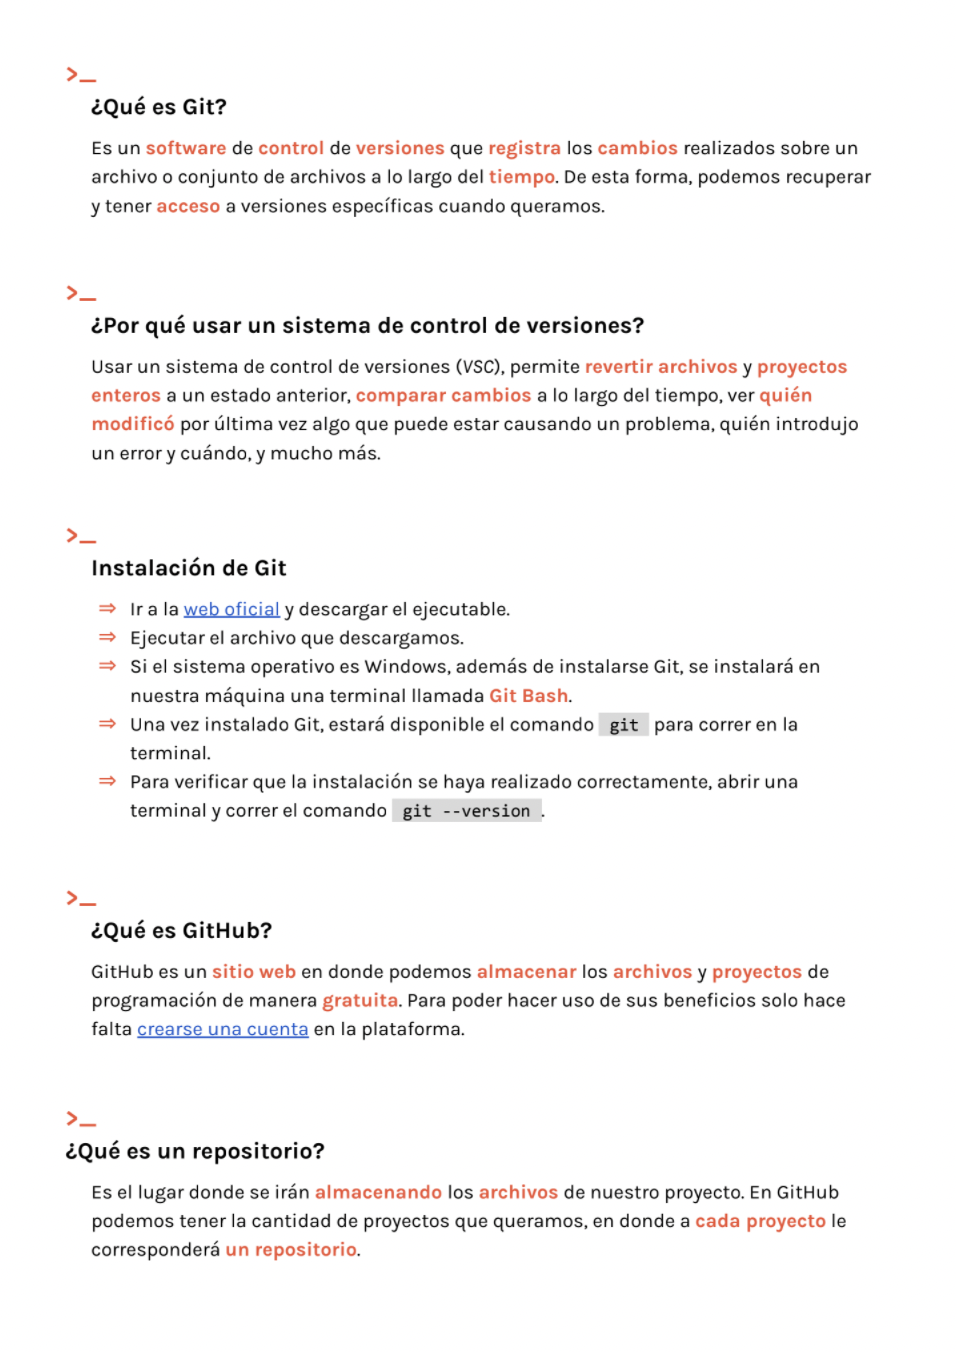 >_
¿Qué es Git?
Es un software de control de versiones que registra los cambios realizados sobre un
archivo o conjunto de archivos a lo largo del tiempo. De esta forma, podemos recuperar
y tener acceso a versiones específicas cuando queramos.
>_
¿Por qué usar un sistema de control de versiones?
Usar un sistema de control de versiones (VSC), permite revertir archivos y proyectos
enteros a un estado anterior, comparar cambios a lo largo del tiempo, ver quién
modificó por última vez algo que puede estar causando un problema, quién introdujo
un error y cuándo, y mucho más.
>_
Instalación de Git
⇒ Ir a la web oficial y descargar el ejecutable.
⇒ Ejecutar el archivo que descargamos.
⇒ Si el sistema operativo es Windows, además de instalarse Git, se instalará en
nuestra máquina una terminal llamada Git Bash.
⇒ Una vez instalado Git, estará disponible el comando git para correr en la
terminal.
⇒ Para verificar que la instalación se haya realizado correctamente, abrir una
terminal y correr el comando git --version .
>_
¿Qué es GitHub?
GitHub es un sitio web en donde podemos almacenar los archivos y proyectos de
programación de manera gratuita. Para poder hacer uso de sus beneficios solo hace
falta crearse una cuenta en la plataforma.
>_
¿Qué es un repositorio?
Es el lugar donde se irán almacenando los archivos de nuestro proyecto. En GitHub
podemos tener la cantidad de proyectos que queramos, en donde a cada proyecto le
corresponderá un repositorio.